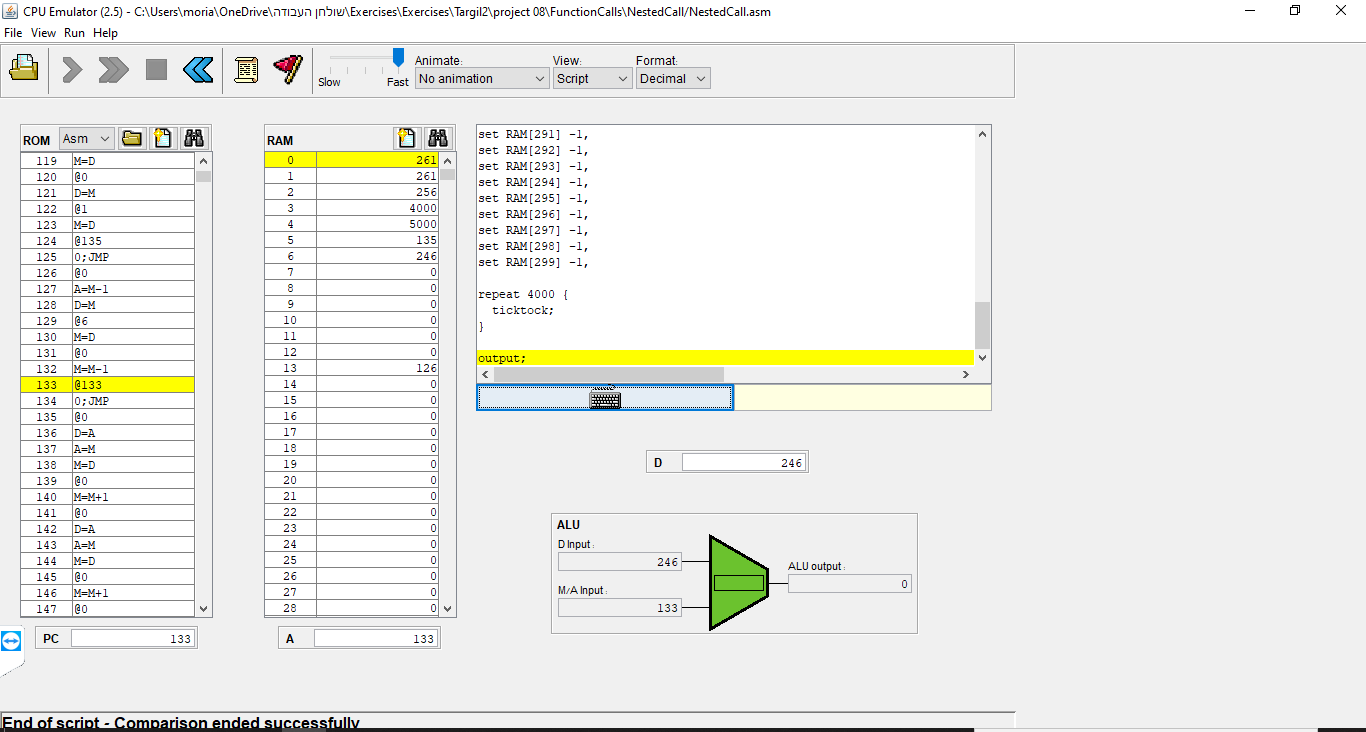 CPU Emulator (2.5) - C:\Users\moria\OneDrive\שולחן העבודה\Exercises\Exercises\Targil2\project 08\FunctionCalls\NestedCall/NestedCall.asm
File View Run Help
Slow Fast
Animate:
No animation
View:
Script
Format:
Decimal
ROM Asm
119 M=D
120 @0
121 D=M
122 @1
123 M=D
124 @135
125 0;JMP
126 @0
127 A=M-1
128 D=M
129 @6
130 M=D
131 @0
132 M=M-1
133 @133
134 0;JMP
135 @0
136 D=A
137 A=M
138 M=D
139 @0
140 M=M+1
141 @0
142 D=A
143 A=M
144 M=D
145 @0
146 M=M+1
147 @0
PC 133
RAM
0 261
1 261
2 256
3 4000
4 5000
5 135
6 246
7 0
8 0
9 0
10 0
11 0
12 0
13 126
14 0
15 0
16 0
17 0
18 0
19 0
20 0
21 0
22 0
23 0
24 0
25 0
26 0
27 0
28 0
A 133
set RAM[291] -1,
set RAM[292] -1,
set RAM[293] -1,
set RAM[294] -1,
set RAM[295] -1,
set RAM[296] -1,
set RAM[297] -1,
set RAM[298] -1,
set RAM[299] -1,
repeat 4000 {
ticktock;
}
output;
D 246
ALU
D Input :
246
M/A Input :
133
ALU output :
0
End of script - Comparison ended successfully